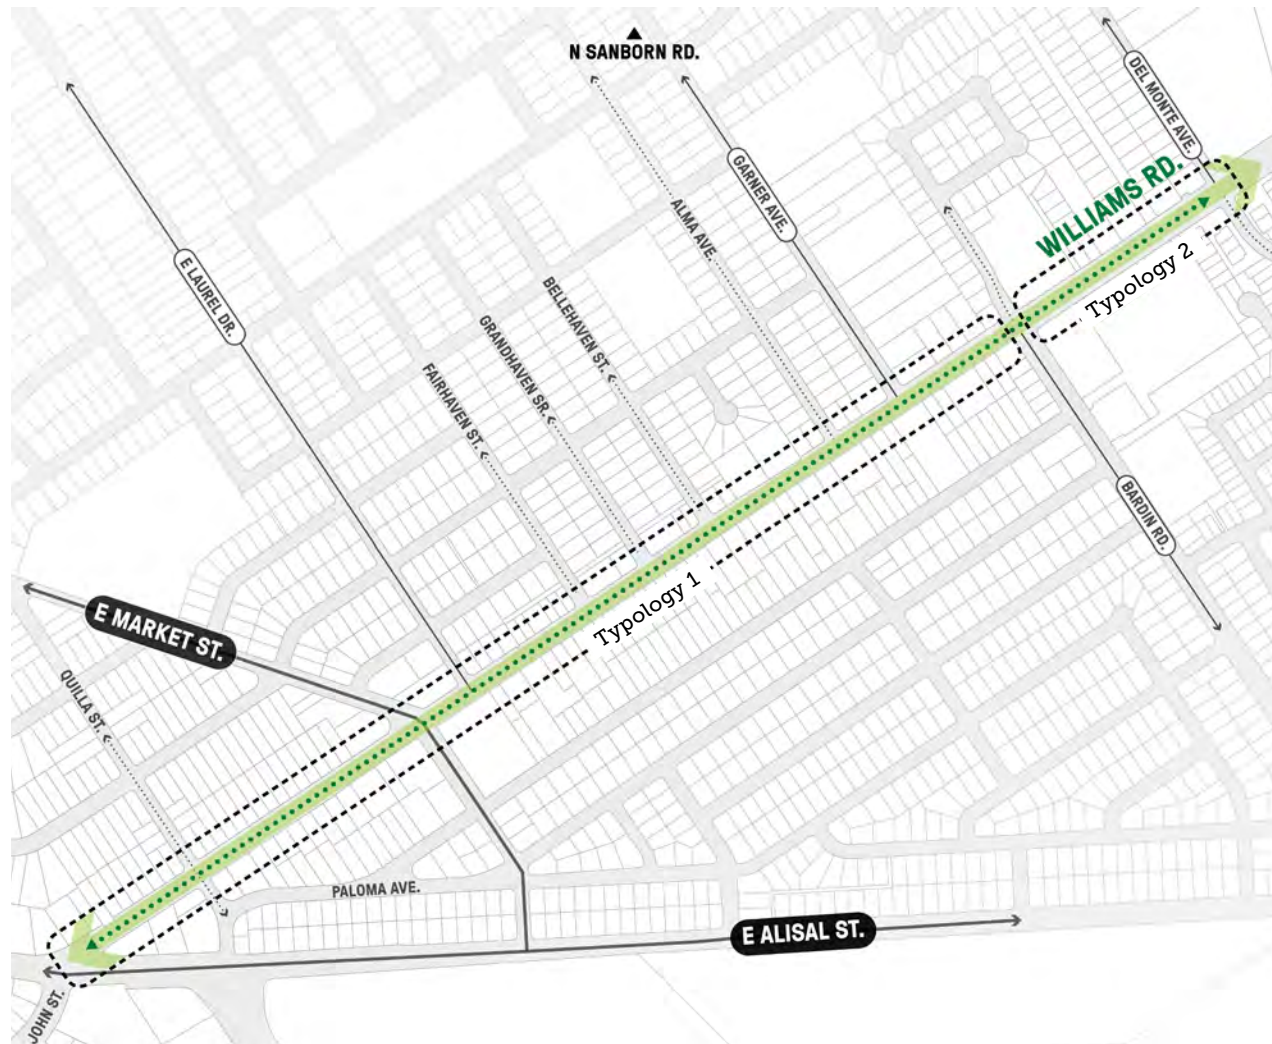 N SANBORN RD.
DEL MONTE AVE.
GARNER AVE.
WILLIAMS RD.
ALMA AVE.
E LAUREL DR.
BELLEHAVEN ST.
GRANDHAVEN SR.
FAIRHAVEN ST.
Typology 2
Typology 1
BARDIN RD.
E MARKET ST.
QUILLA ST.
PALOMA AVE.
E ALISAL ST.
JOHN ST.